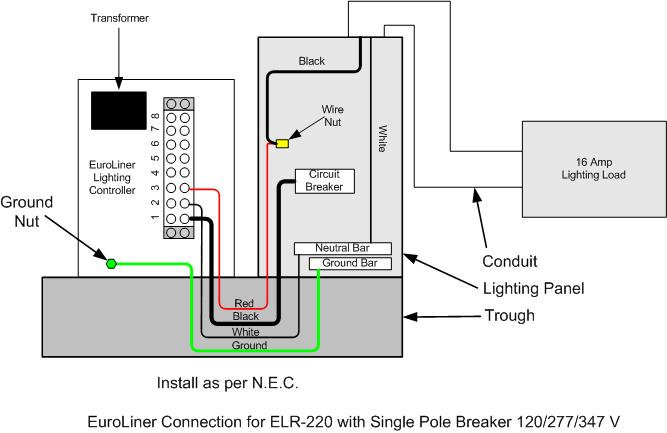 Transformer
Black
Wire
Nut
White
8
7
6
5
4
3
2
1
EuroLiner
Lighting
Controller
Circuit
Breaker
16 Amp
Lighting Load
Ground
Nut
Neutral Bar
Ground Bar
Conduit
Lighting Panel
Trough
Red
Black
White
Ground
Install as per N.E.C.
EuroLiner Connection for ELR-220 with Single Pole Breaker 120/277/347 V